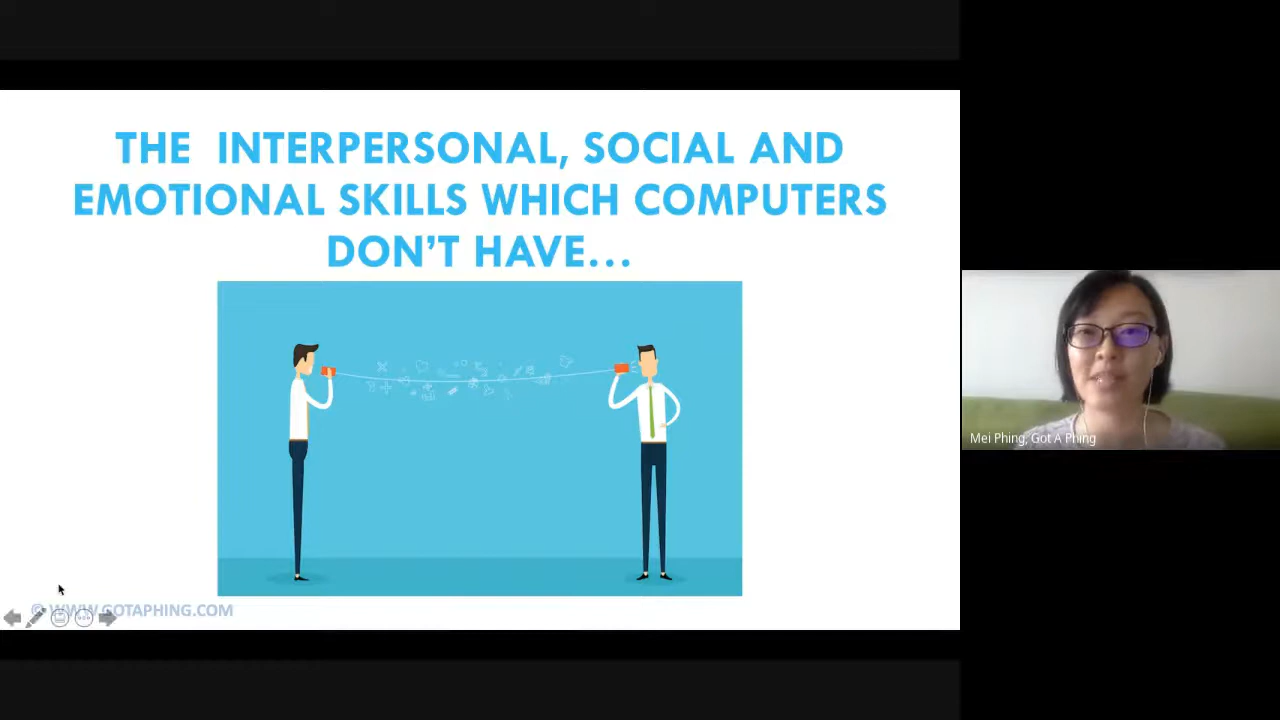 THE INTERPERSONAL, SOCIAL AND
EMOTIONAL SKILLS WHICH COMPUTERS
DON'T HAVE...
Mei Phing, Got A Phing
© WWW.GOTAPHING.COM